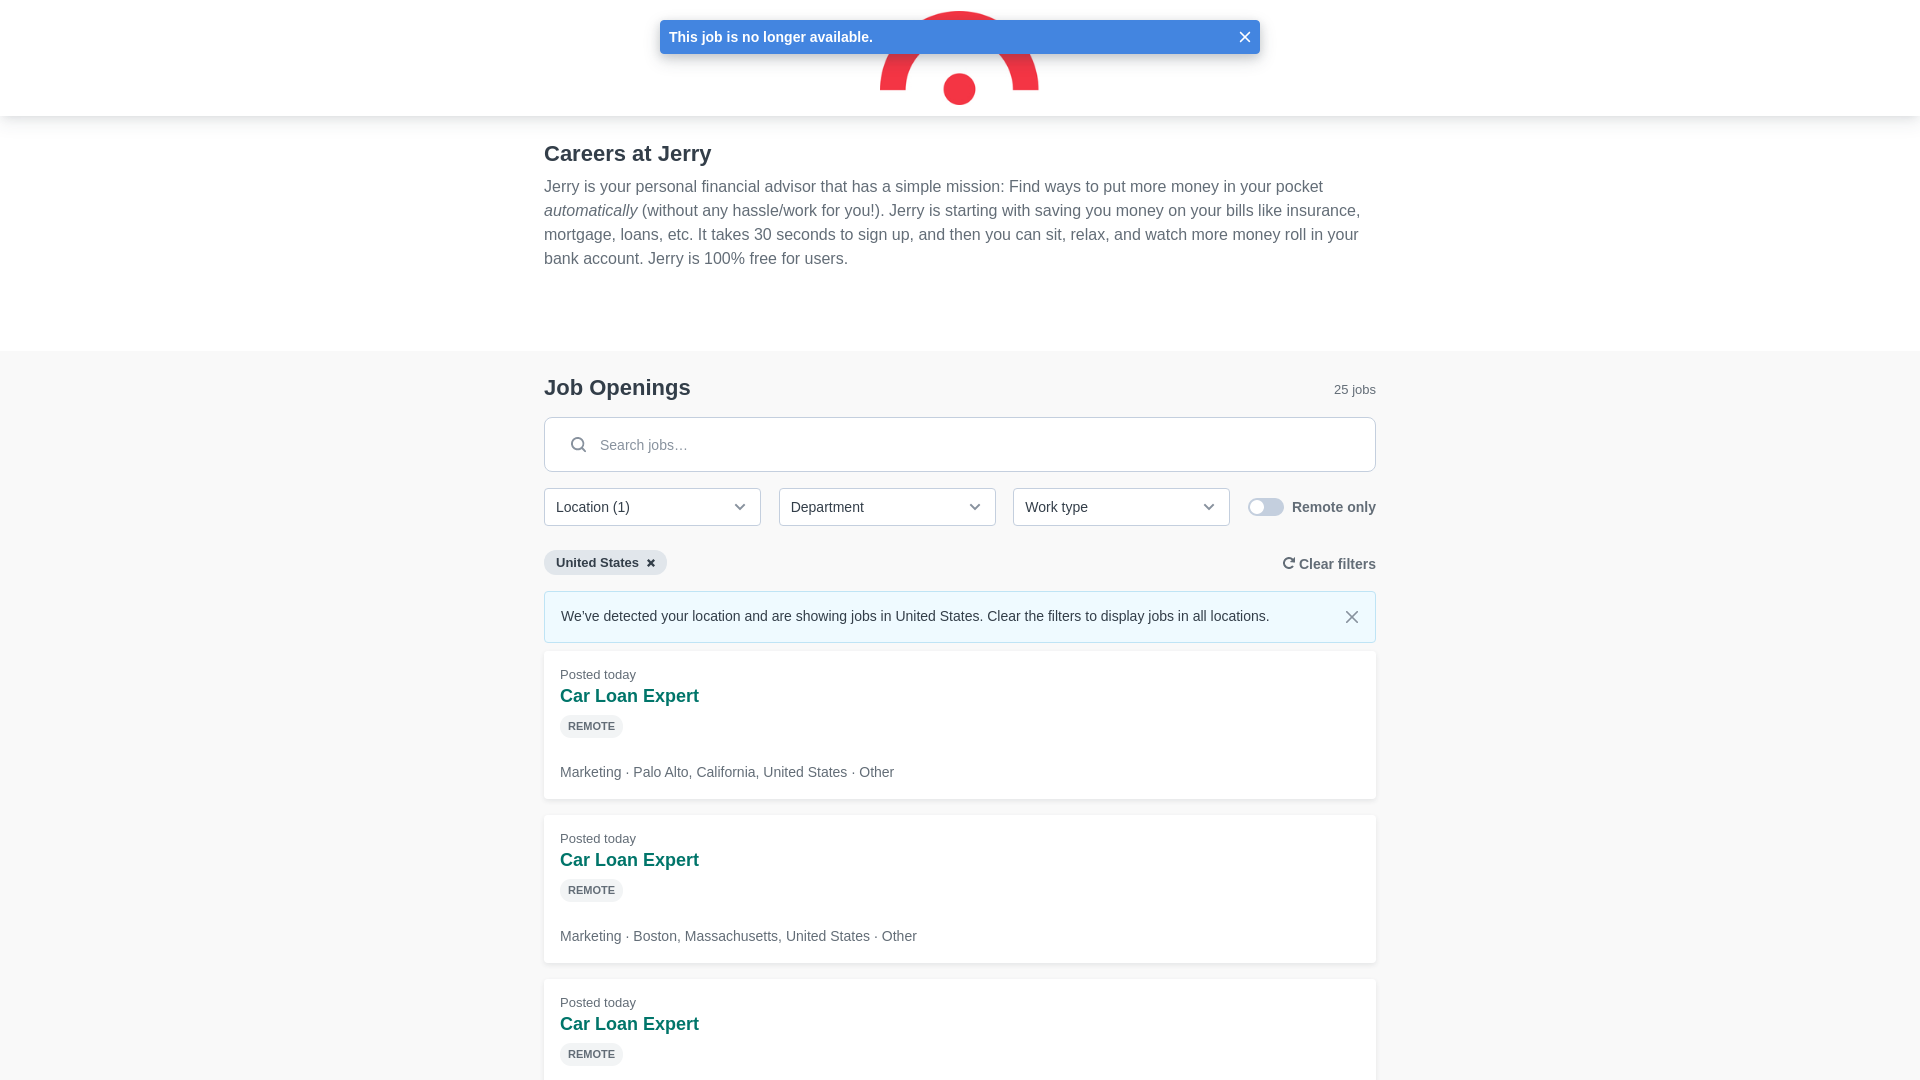 This job is no longer available.
Careers at Jerry
Jerry is your personal financial advisor that has a simple mission: Find ways to put more money in your pocket
automatically (without any hassle/work for you!). Jerry is starting with saving you money on your bills like insurance,
mortgage, loans, etc. It takes 30 seconds to sign up, and then you can sit, relax, and watch more money roll in your
bank account. Jerry is 100% free for users.
Job Openings
25 jobs
Search jobs…
Location (1)
Department
Work type
Remote only
United States
Clear filters
We’ve detected your location and are showing jobs in United States. Clear the filters to display jobs in all locations.
Posted today
Car Loan Expert
REMOTE
Marketing · Palo Alto, California, United States · Other
Posted today
Car Loan Expert
REMOTE
Marketing · Boston, Massachusetts, United States · Other
Posted today
Car Loan Expert
REMOTE